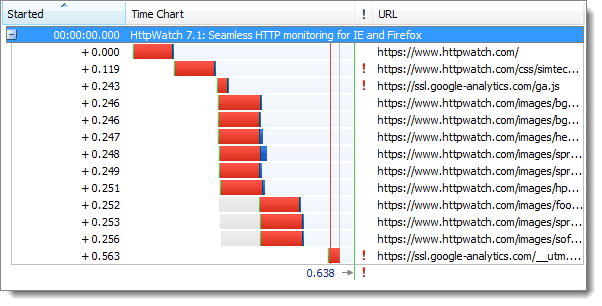 Started Time Chart ! URL
00:00:00.000 HttpWatch 7.1: Seamless HTTP monitoring for IE and Firefox
+ 0.000 https://www.httpwatch.com/
+ 0.119 ! https://www.httpwatch.com/css/simtec...
+ 0.243 ! https://ssl.google-analytics.com/ga.js
+ 0.246 https://www.httpwatch.com/images/bg...
+ 0.246 https://www.httpwatch.com/images/bg...
+ 0.247 https://www.httpwatch.com/images/he...
+ 0.248 https://www.httpwatch.com/images/spr...
+ 0.249 https://www.httpwatch.com/images/spr...
+ 0.251 https://www.httpwatch.com/images/hp...
+ 0.252 https://www.httpwatch.com/images/foo...
+ 0.253 https://www.httpwatch.com/images/spr...
+ 0.256 https://www.httpwatch.com/images/sof...
+ 0.563 ! https://ssl.google-analytics.com/__utm....
0.638 → !